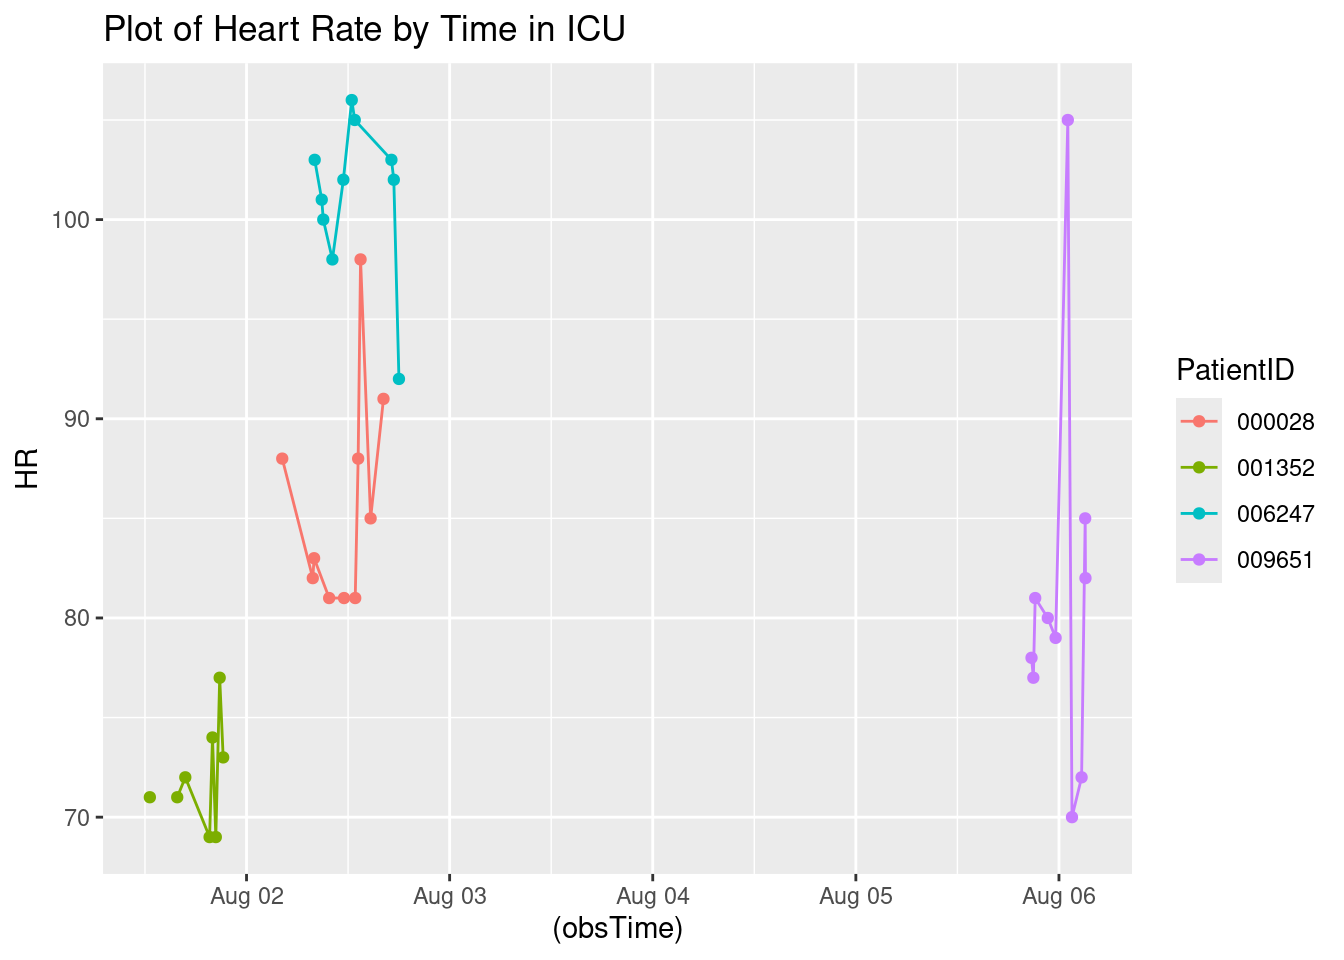 Plot of Heart Rate by Time in ICU
HR
100
90
80
70
Aug 02 Aug 03 Aug 04 Aug 05 Aug 06
(obsTime)
PatientID
000028
001352
006247
009651